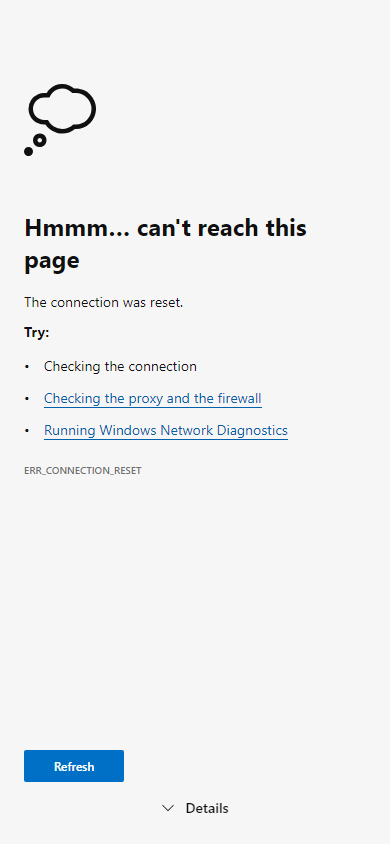 Hmmm... can't reach this
page
The connection was reset.
Try:
• Checking the connection
• Checking the proxy and the firewall
• Running Windows Network Diagnostics
ERR_CONNECTION_RESET
Refresh
Details